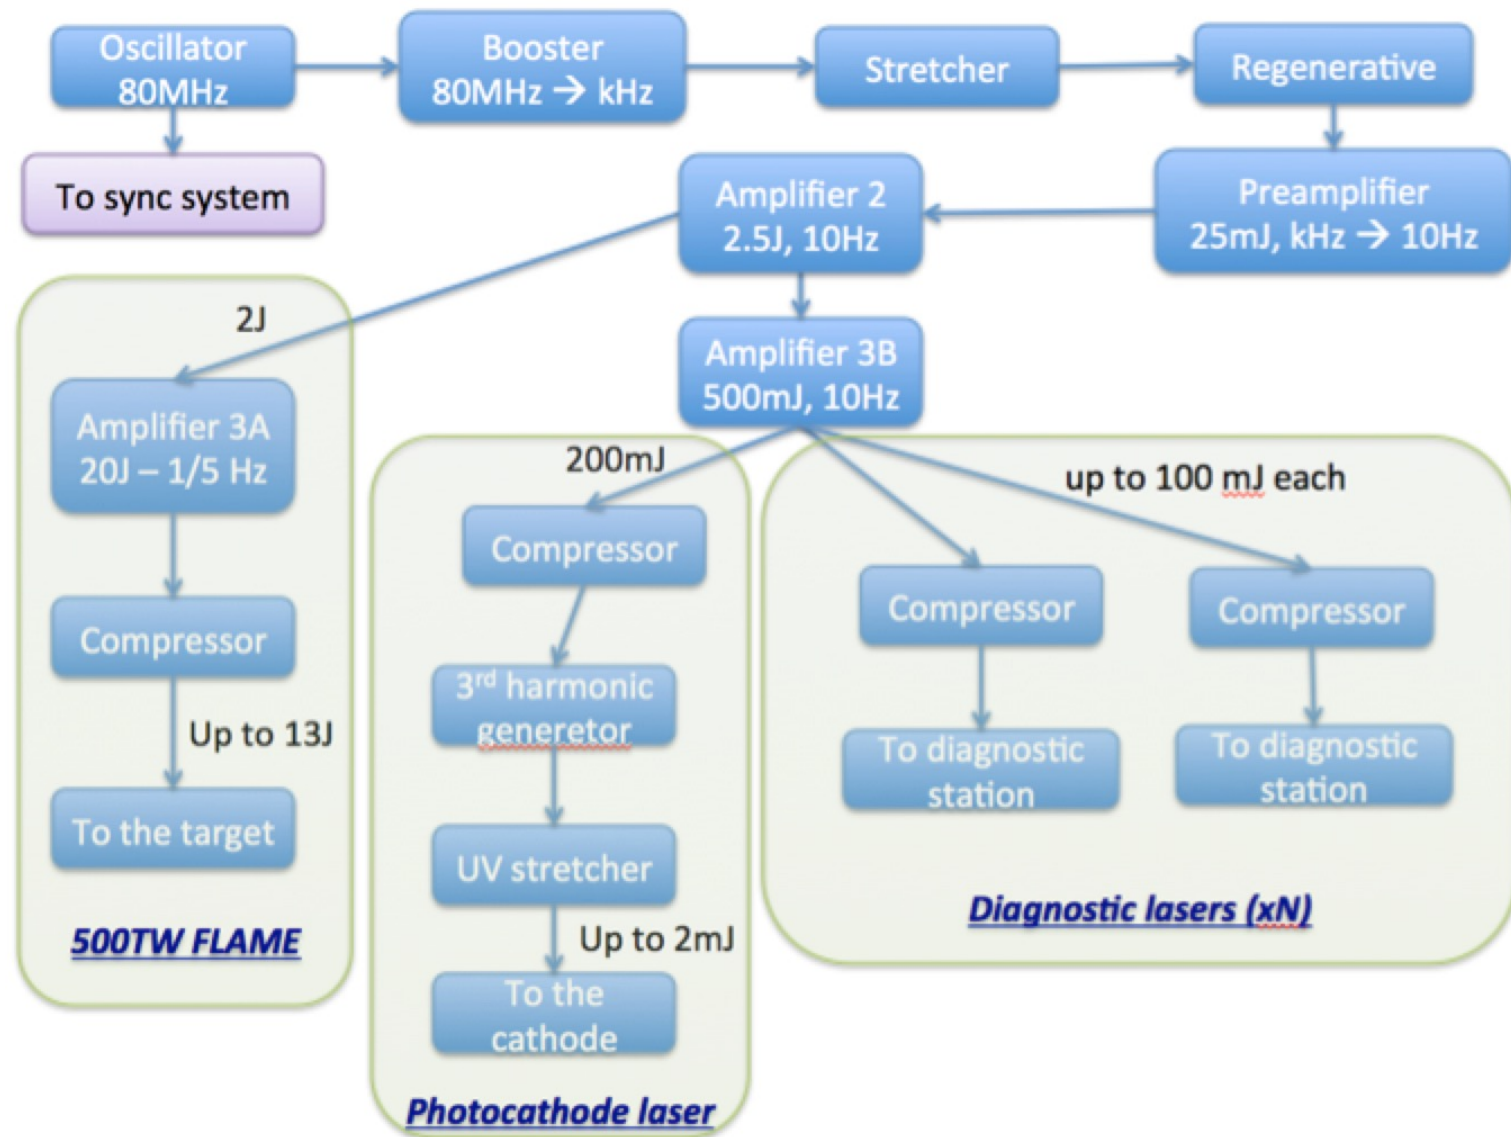 Oscillator
80MHz
Booster
80MHz → kHz
Stretcher
Regenerative
To sync system
Amplifier 2
2.5J, 10Hz
Preamplifier
25mJ, kHz → 10Hz
2J
Amplifier 3B
500mJ, 10Hz
Amplifier 3A
20J – 1/5 Hz
Compressor
Up to 13J
To the target
500TW FLAME
200mJ
Compressor
3rd harmonic
generetor
UV stretcher
Up to 2mJ
To the
cathode
Photocathode laser
up to 100 mJ each
Compressor
Compressor
To diagnostic
station
To diagnostic
station
Diagnostic lasers (xN)